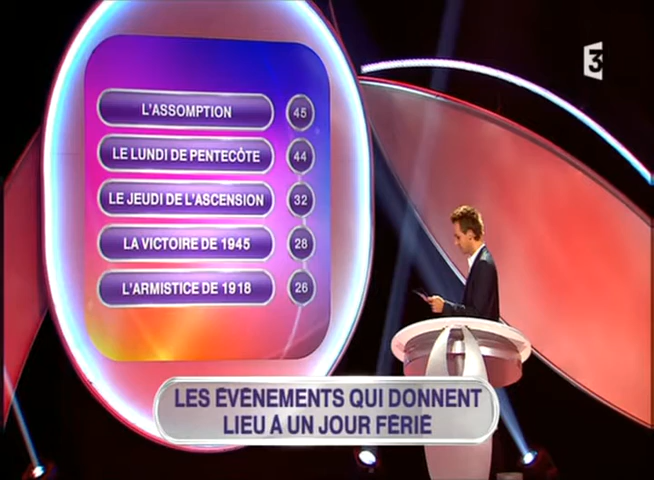 3
L'ASSOMPTION 45
LE LUNDI DE PENTECÔTE 44
LE JEUDI DE L'ASCENSION 32
LA VICTOIRE DE 1945 28
L'ARMISTICE DE 1918 26
LES ÉVÈNEMENTS QUI DONNENT
LIEU A UN JOUR FÉRIÉ